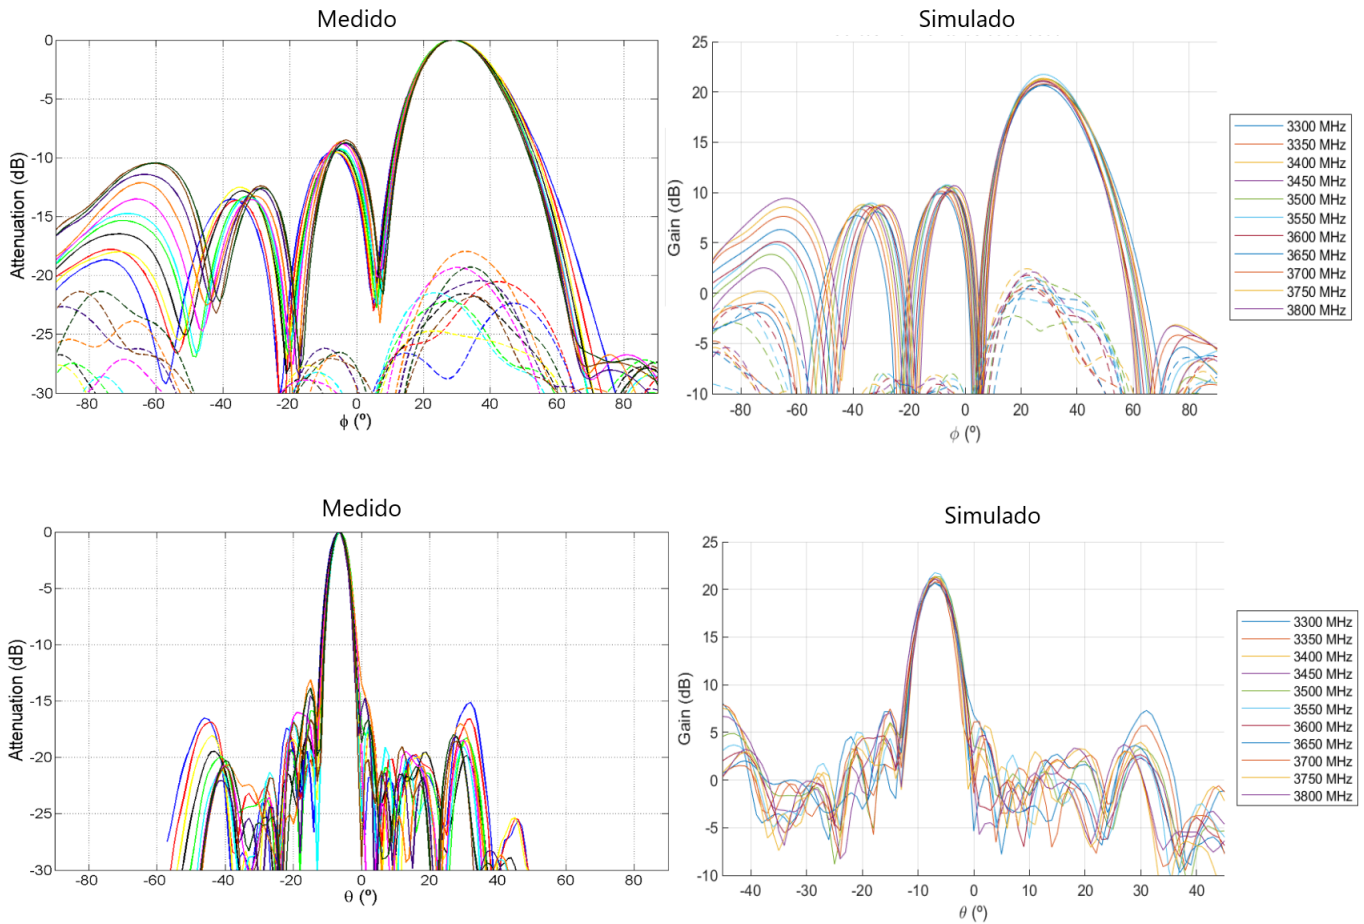 Medido
Simulado
0
-5
-10
-15
-20
-25
-30
Attenuation (dB)
-80 -60 -40 -20 0 20 40 60 80
ϕ (º)
25
20
15
10
5
0
-5
-10
Gain (dB)
-80 -60 -40 -20 0 20 40 60 80
ϕ (º)
3300 MHz
3350 MHz
3400 MHz
3450 MHz
3500 MHz
3550 MHz
3600 MHz
3650 MHz
3700 MHz
3750 MHz
3800 MHz
Medido
Simulado
0
-5
-10
-15
-20
-25
-30
Attenuation (dB)
-80 -60 -40 -20 0 20 40 60 80
θ (º)
25
20
15
10
5
0
-5
-10
Gain (dB)
-40 -30 -20 -10 0 10 20 30 40
θ (º)
3300 MHz
3350 MHz
3400 MHz
3450 MHz
3500 MHz
3550 MHz
3600 MHz
3650 MHz
3700 MHz
3750 MHz
3800 MHz